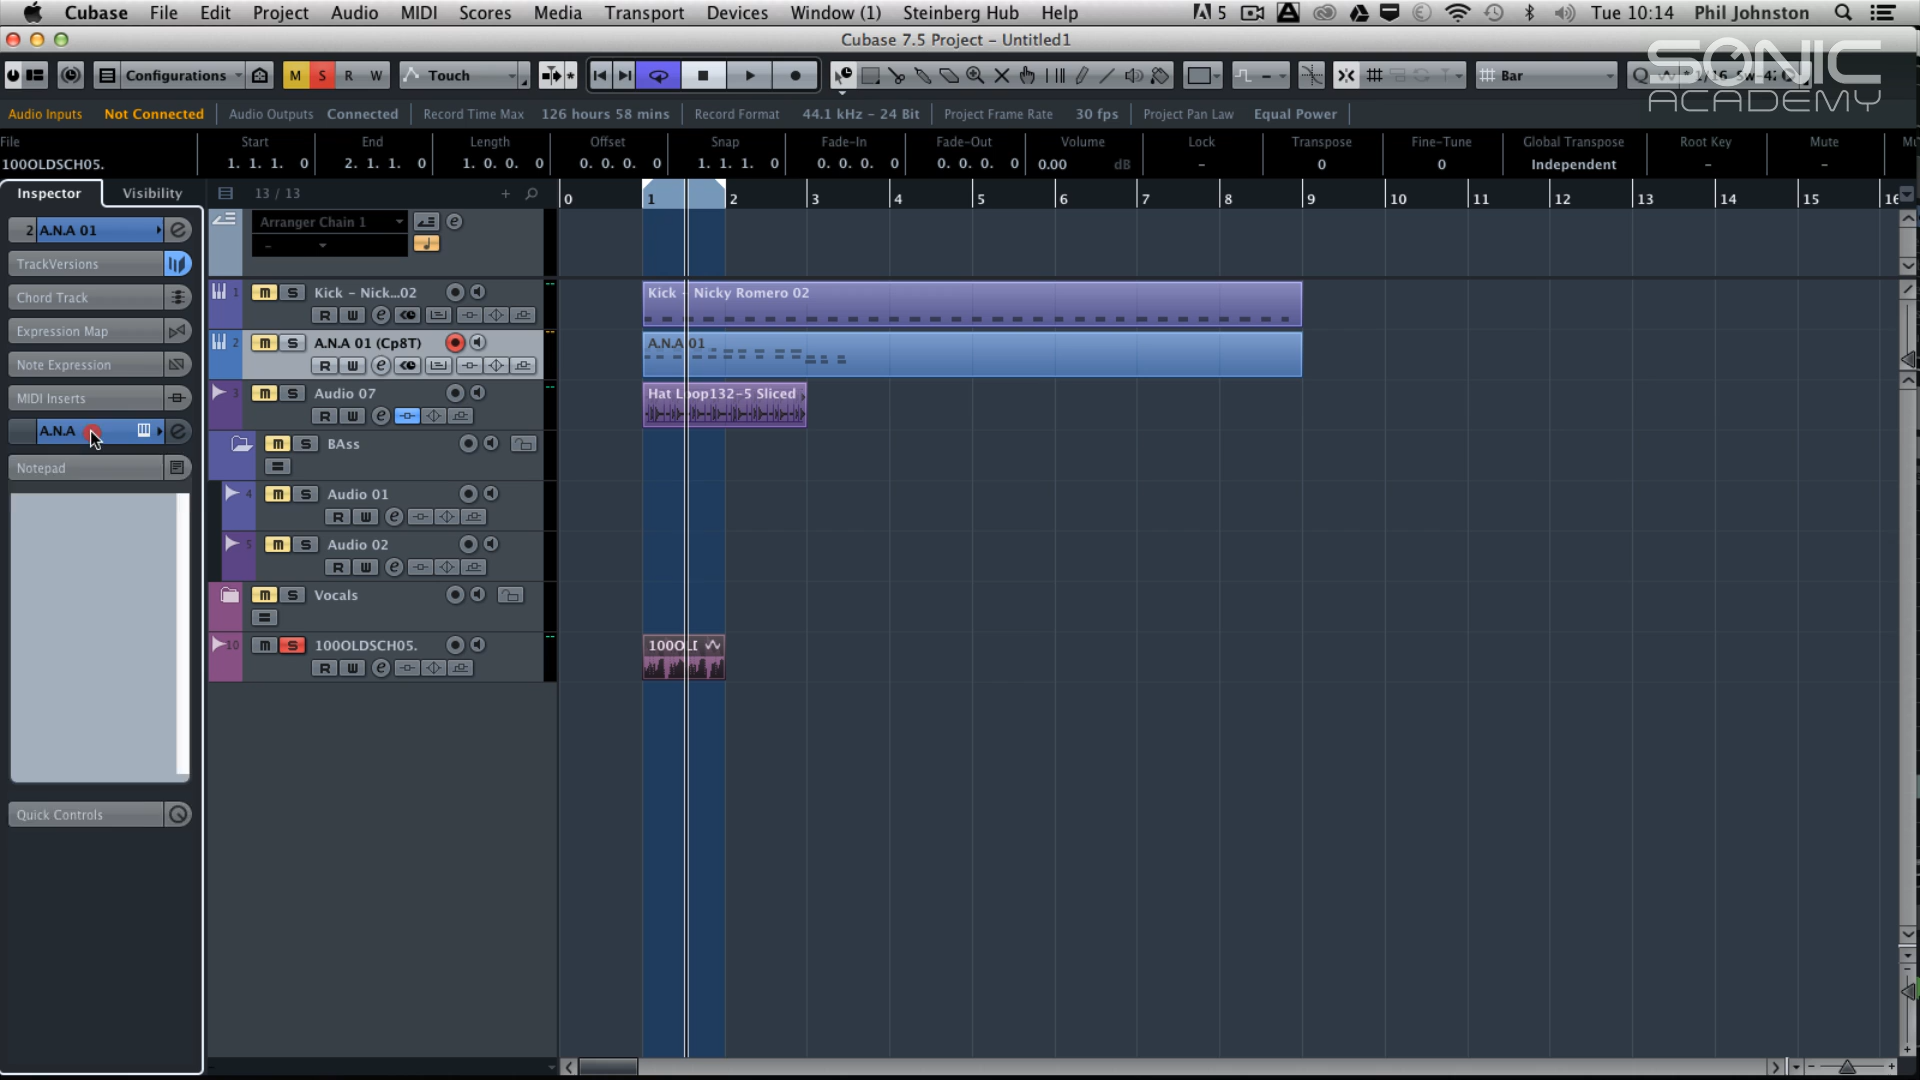 Cubase File Edit Project Audio MIDI Scores Media Transport Devices Window (1) Steinberg Hub Help 5 Tue 10:14 Phil Johnston
Cubase 7.5 Project - Untitled1
Configurations M S R W Touch Bar
SONIC ACADEMY
Audio Inputs Not Connected Audio Outputs Connected Record Time Max 126 hours 58 mins Record Format 44.1 kHz - 24 Bit Project Frame Rate 30 fps Project Pan Law Equal Power
File Start End Length Offset Snap Fade-In Fade-Out Volume Lock Transpose Fine-Tune Global Transpose Root Key Mute
100OLDSCH05. 1. 1. 1. 0 2. 1. 1. 0 1. 0. 0. 0 0. 0. 0. 0 1. 1. 1. 0 0. 0. 0. 0 0. 0. 0. 0 0.00 dB - 0 0 Independent - -
Inspector Visibility 13 / 13 + 0 1 2 3 4 5 6 7 8 9 10 11 12 13 14 15 16
2 A.N.A 01
Arranger Chain 1 e
TrackVersions
Chord Track
Expression Map
Note Expression
MIDI Inserts
A.N.A
Notepad
Quick Controls
1 m S Kick - Nick...02
R W e
2 m S A.N.A 01 (Cp8T)
R W e
3 m S Audio 07
R W e
m S BAss
4 m S Audio 01
R W e
5 m S Audio 02
R W e
m S Vocals
10 m S 100OLDSCH05.
R W e
Kick - Nicky Romero 02
A.N.A 01
Hat Loop132-5 Sliced